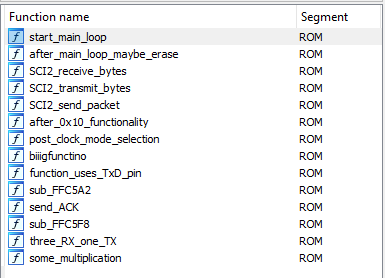 Function name Segment
f start_main_loop ROM
f after_main_loop_maybe_erase ROM
f SCI2_receive_bytes ROM
f SCI2_transmit_bytes ROM
f SCI2_send_packet ROM
f after_0x10_functionality ROM
f post_clock_mode_selection ROM
f biiigfunctino ROM
f function_uses_TxD_pin ROM
f sub_FFC5A2 ROM
f send_ACK ROM
f sub_FFC5F8 ROM
f three_RX_one_TX ROM
f some_multiplication ROM